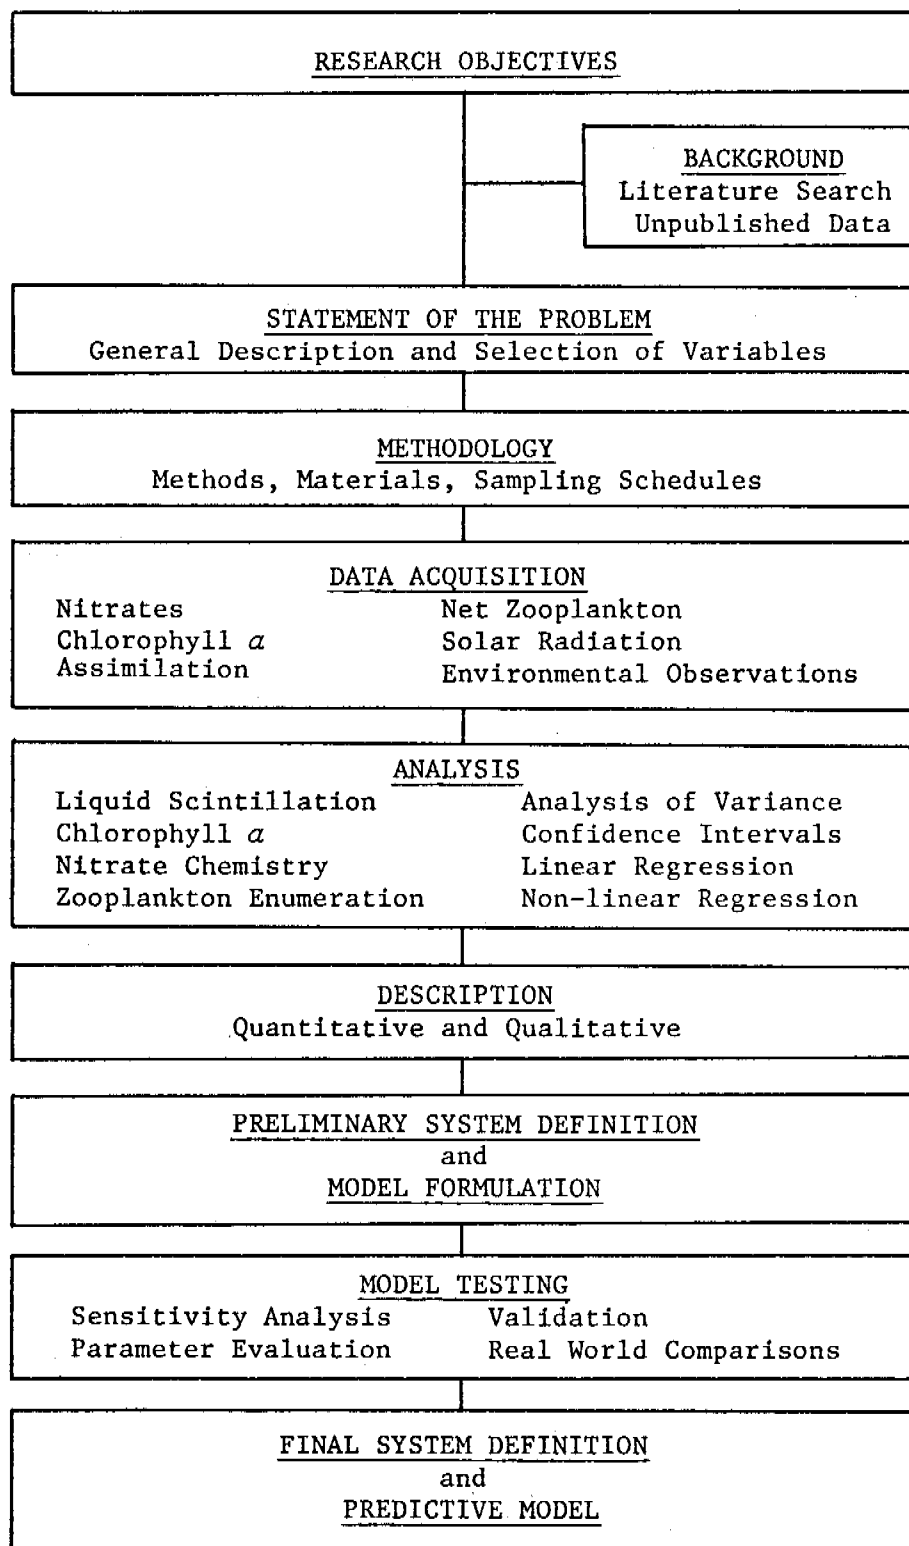 RESEARCH OBJECTIVES
BACKGROUND
Literature Search
Unpublished Data
STATEMENT OF THE PROBLEM
General Description and Selection of Variables
METHODOLOGY
Methods, Materials, Sampling Schedules
DATA ACQUISITION
Nitrates
Chlorophyll a
Assimilation
Net Zooplankton
Solar Radiation
Environmental Observations
ANALYSIS
Liquid Scintillation
Chlorophyll a
Nitrate Chemistry
Zooplankton Enumeration
Analysis of Variance
Confidence Intervals
Linear Regression
Non-linear Regression
DESCRIPTION
Quantitative and Qualitative
PRELIMINARY SYSTEM DEFINITION
and
MODEL FORMULATION
MODEL TESTING
Sensitivity Analysis
Parameter Evaluation
Validation
Real World Comparisons
FINAL SYSTEM DEFINITION
and
PREDICTIVE MODEL